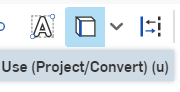 A
Use (Project/Convert) (u)